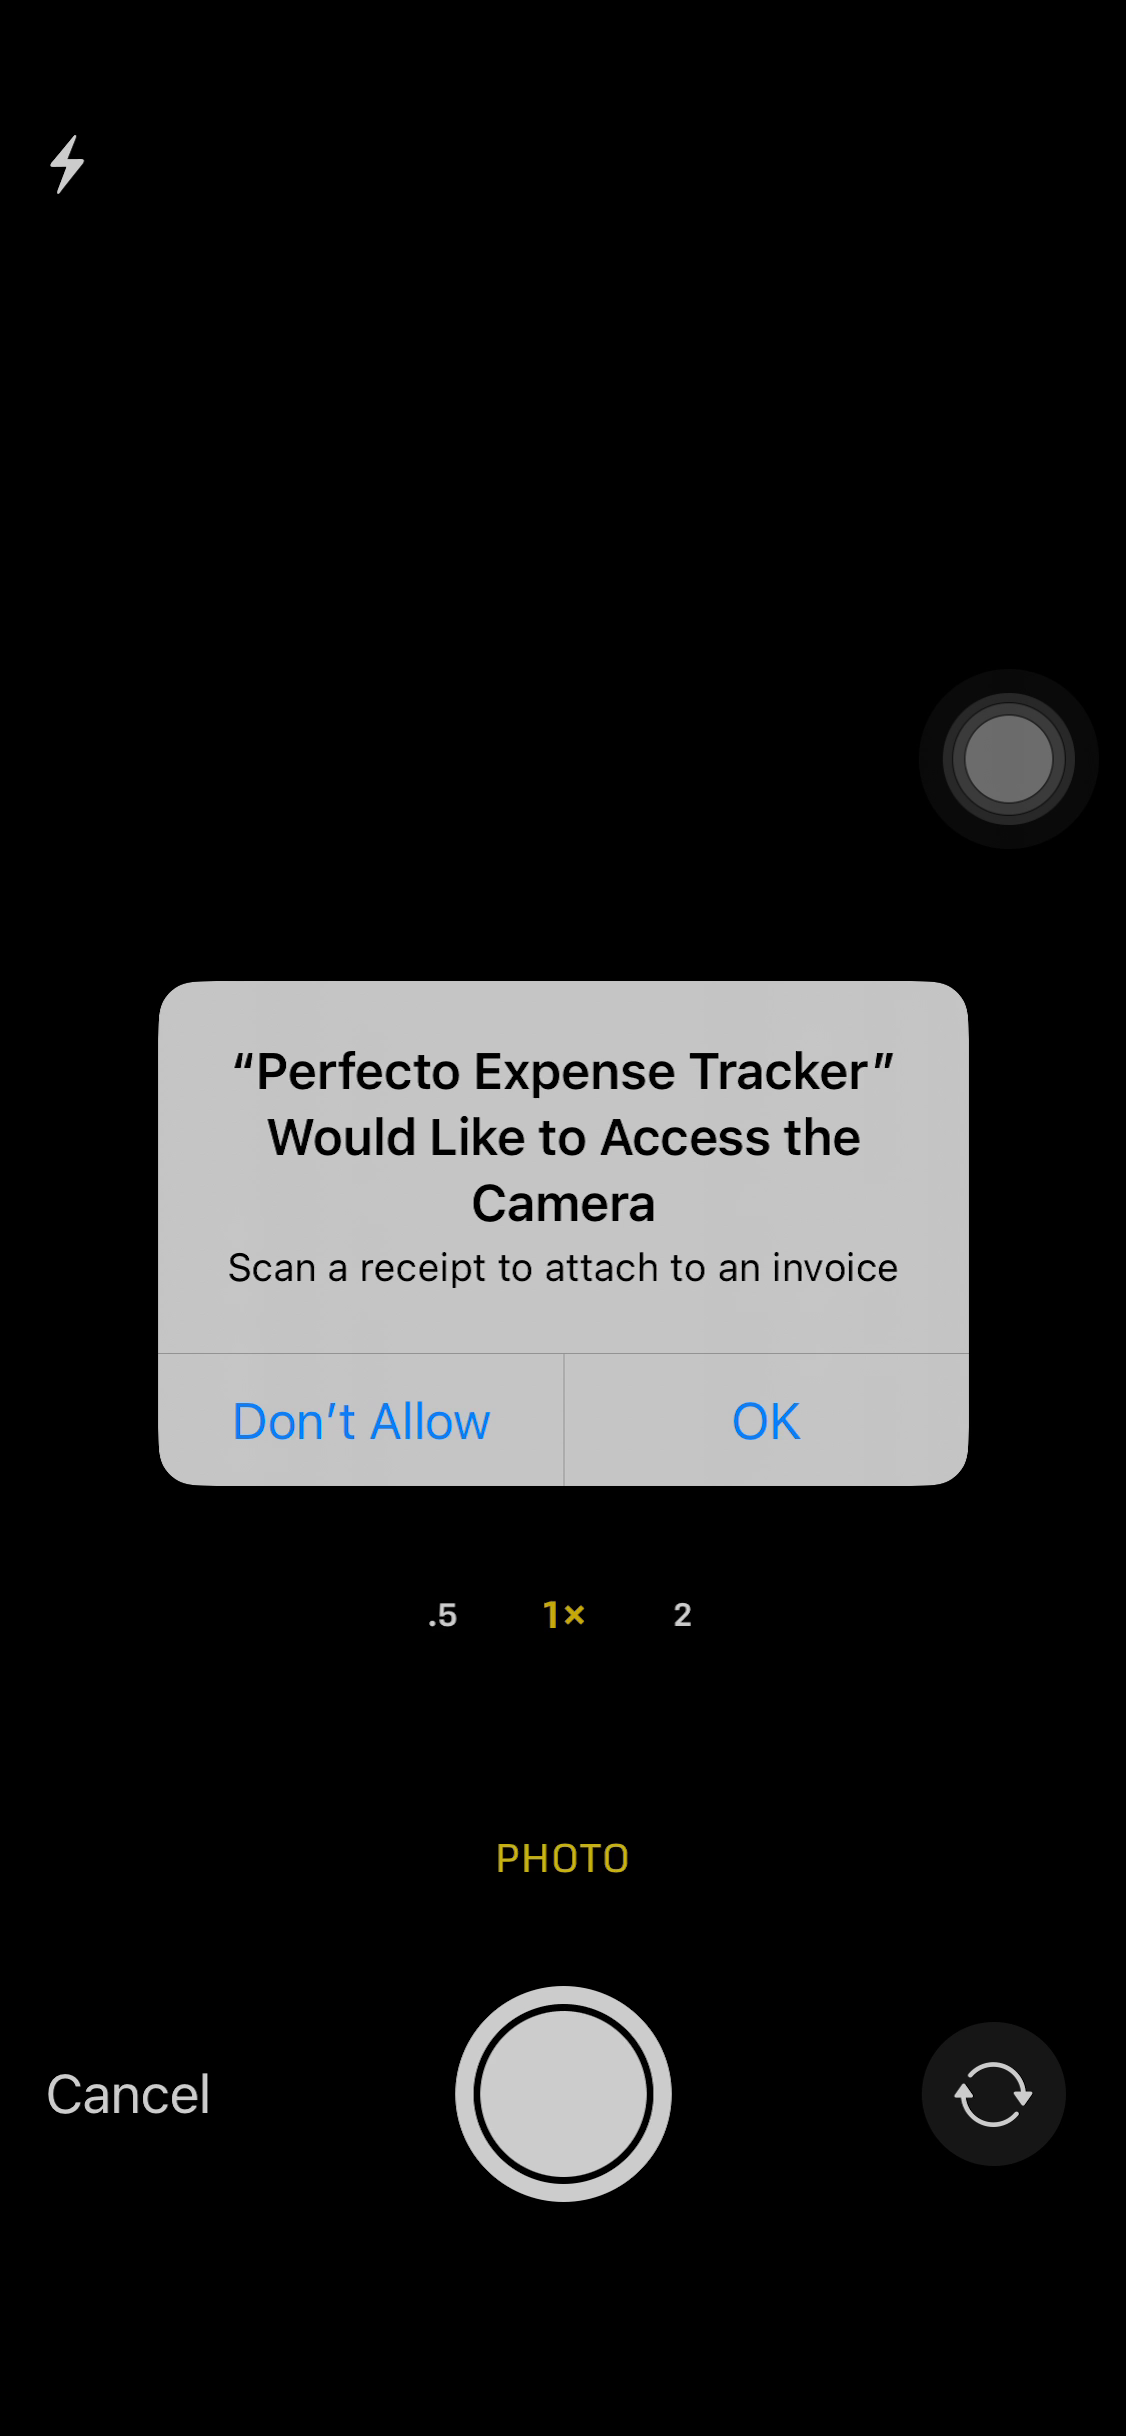 “Perfecto Expense Tracker”
Would Like to Access the
Camera
Scan a receipt to attach to an invoice
Don’t Allow
OK
.5
1×
2
PHOTO
Cancel